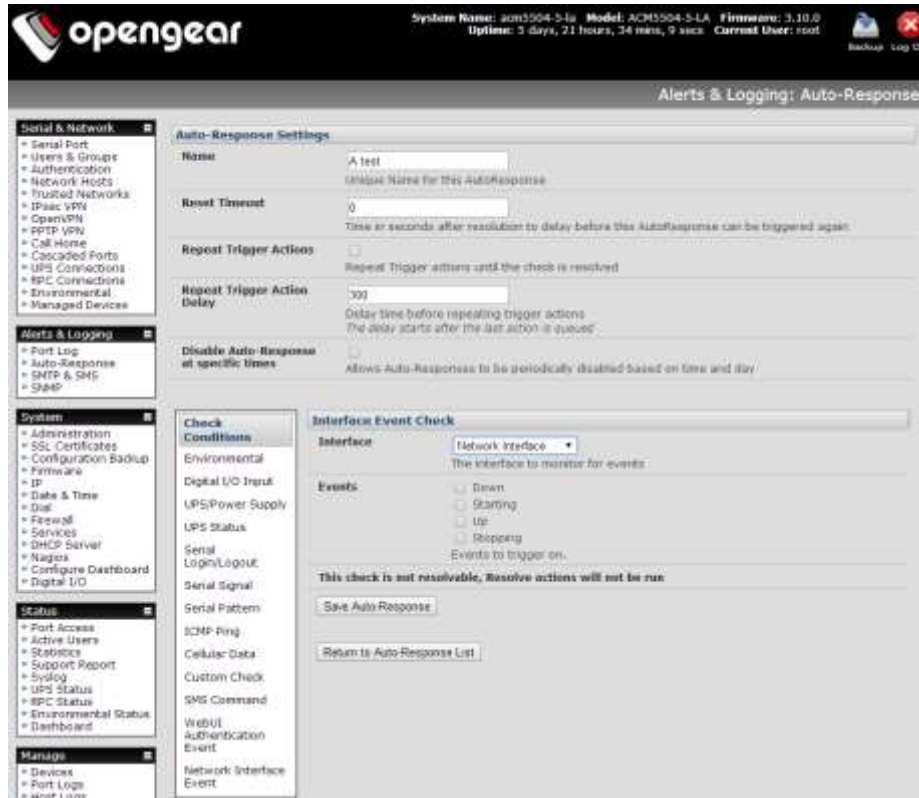 opengear
System Name: acm5504-5-la Model: ACM5504-5-LA Firmware: 3.10.0
Uptime: 5 days, 21 hours, 34 mins, 9 secs Current User: root
Backup Log O
Alerts & Logging: Auto-Response
Serial & Network
Serial Port
Users & Groups
Authentication
Network Hosts
Trusted Networks
IPsec VPN
OpenVPN
PPTP VPN
Call Home
Cascaded Ports
UPS Connections
RPC Connections
Environmental
Managed Devices
Alerts & Logging
Port Log
Auto-Response
SMTP & SMS
SNMP
System
Administration
SSL Certificates
Configuration Backup
Firmware
IP
Date & Time
Dial
Firewall
Services
DHCP Server
Nagios
Configure Dashboard
Digital I/O
Status
Port Access
Active Users
Statistics
Support Report
Syslog
UPS Status
RPC Status
Environmental Status
Dashboard
Manage
Devices
Port Logs
Host Logs
Auto-Response Settings
Name
A test
Unique Name for this AutoResponse
Reset Timeout
0
Time in seconds after resolution to delay before this AutoResponse can be triggered again
Repeat Trigger Actions
Repeat Trigger actions until the check is resolved
Repeat Trigger Action
Delay
300
Delay time before repeating trigger actions
The delay starts after the last action is queued
Disable Auto-Response
at specific times
Allows Auto-Responses to be periodically disabled based on time and day
Check
Conditions
Environmental
Digital I/O Input
UPS/Power Supply
UPS Status
Serial
Login/Logout
Serial Signal
Serial Pattern
ICMP Ping
Cellular Data
Custom Check
SMS Command
WebUI
Authentication
Event
Network Interface
Event
Interface Event Check
Interface
Network Interface
The interface to monitor for events
Events
Down
Starting
Up
Stopping
Events to trigger on.
This check is not resolvable, Resolve actions will not be run
Save Auto-Response
Return to Auto-Response List